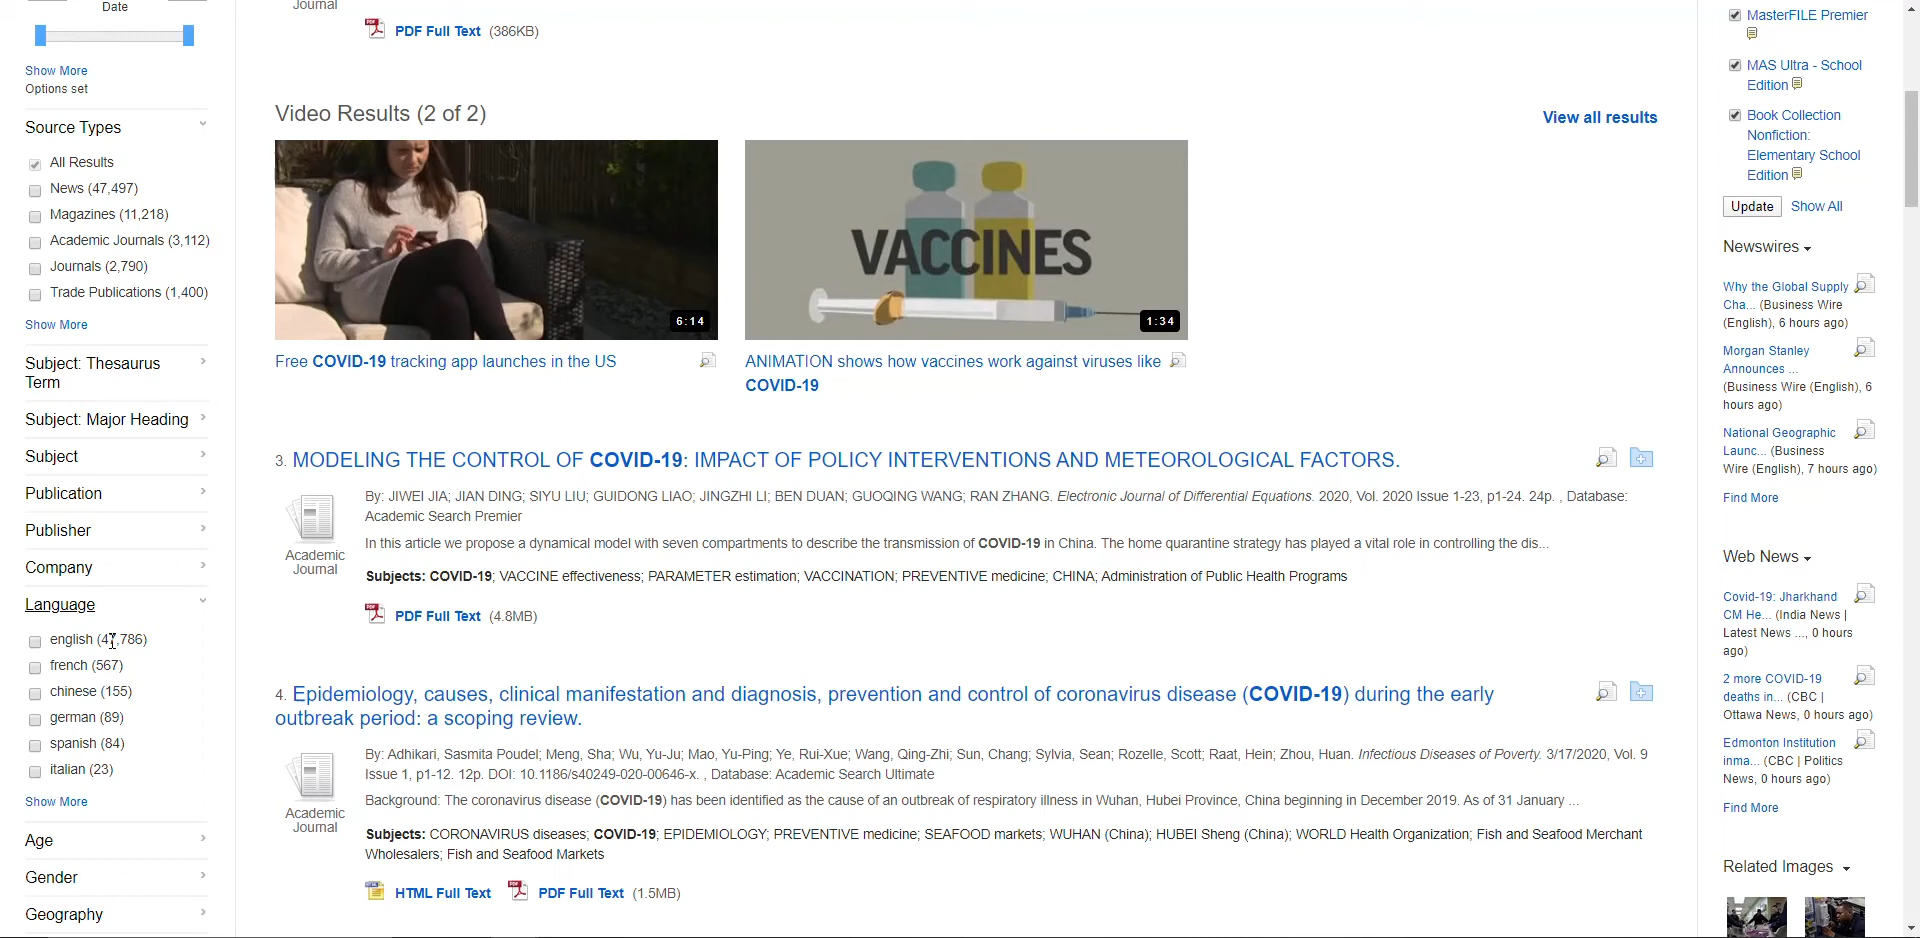 Date
Show More
Options set
Source Types
All Results
News (47,497)
Magazines (11,218)
Academic Journals (3,112)
Journals (2,790)
Trade Publications (1,400)
Show More
Subject: Thesaurus
Term
Subject: Major Heading
Subject
Publication
Publisher
Company
Language
english (4 ,786)
french (567)
chinese (155)
german (89)
spanish (84)
italian (23)
Show More
Age
Gender
Geography
Journal
PDF Full Text (386KB)
Video Results (2 of 2)
View all results
VACCINES
6:14
1:34
Free COVID-19 tracking app launches in the US
ANIMATION shows how vaccines work against viruses like
COVID-19
3. MODELING THE CONTROL OF COVID-19: IMPACT OF POLICY INTERVENTIONS AND METEOROLOGICAL FACTORS.
Academic
Journal
By: JIWEI JIA; JIAN DING; SIYU LIU; GUIDONG LIAO; JINGZHI LI; BEN DUAN; GUOQING WANG; RAN ZHANG. Electronic Journal of Differential Equations. 2020, Vol. 2020 Issue 1-23, p1-24. 24p. , Database:
Academic Search Premier
In this article we propose a dynamical model with seven compartments to describe the transmission of COVID-19 in China. The home quarantine strategy has played a vital role in controlling the dis...
Subjects: COVID-19; VACCINE effectiveness; PARAMETER estimation; VACCINATION; PREVENTIVE medicine; CHINA; Administration of Public Health Programs
PDF Full Text (4.8MB)
4. Epidemiology, causes, clinical manifestation and diagnosis, prevention and control of coronavirus disease (COVID-19) during the early
outbreak period: a scoping review.
Academic
Journal
By: Adhikari, Sasmita Poudel; Meng, Sha; Wu, Yu-Ju; Mao, Yu-Ping; Ye, Rui-Xue; Wang, Qing-Zhi; Sun, Chang; Sylvia, Sean; Rozelle, Scott; Raat, Hein; Zhou, Huan. Infectious Diseases of Poverty. 3/17/2020, Vol. 9
Issue 1, p1-12. 12p. DOI: 10.1186/s40249-020-00646-x. , Database: Academic Search Ultimate
Background: The coronavirus disease (COVID-19) has been identified as the cause of an outbreak of respiratory illness in Wuhan, Hubei Province, China beginning in December 2019. As of 31 January ...
Subjects: CORONAVIRUS diseases; COVID-19; EPIDEMIOLOGY; PREVENTIVE medicine; SEAFOOD markets; WUHAN (China); HUBEI Sheng (China); WORLD Health Organization; Fish and Seafood Merchant
Wholesalers; Fish and Seafood Markets
HTML Full Text PDF Full Text (1.5MB)
MasterFILE Premier
MAS Ultra - School
Edition
Book Collection
Nonfiction:
Elementary School
Edition
Update Show All
Newswires
Why the Global Supply
Cha... (Business Wire
(English), 6 hours ago)
Morgan Stanley
Announces ...
(Business Wire (English), 6
hours ago)
National Geographic
Launc... (Business
Wire (English), 7 hours ago)
Find More
Web News
Covid-19: Jharkhand
CM He... (India News |
Latest News ..., 0 hours
ago)
2 more COVID-19
deaths in... (CBC |
Ottawa News, 0 hours ago)
Edmonton Institution
inma... (CBC | Politics
News, 0 hours ago)
Find More
Related Images